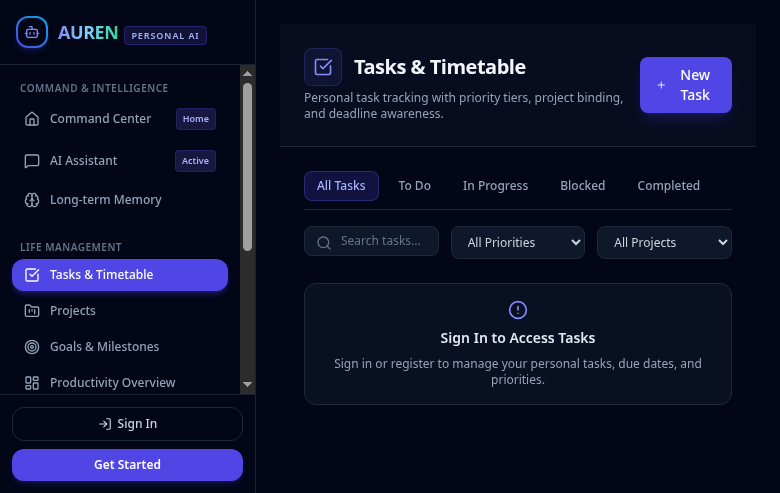 AUREN PERSONAL AI
COMMAND & INTELLIGENCE
Command Center Home
AI Assistant Active
Long-term Memory
LIFE MANAGEMENT
Tasks & Timetable
Projects
Goals & Milestones
Productivity Overview
Sign In
Get Started
Tasks & Timetable
Personal task tracking with priority tiers, project binding,
and deadline awareness.
+ New
Task
All Tasks To Do In Progress Blocked Completed
Search tasks... All Priorities All Projects
Sign In to Access Tasks
Sign in or register to manage your personal tasks, due dates, and
priorities.